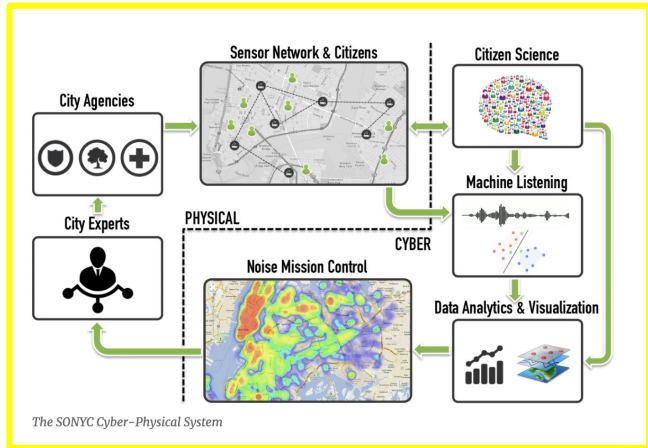 Sensor Network & Citizens
Citizen Science
City Agencies
Machine Listening
PHYSICAL
City Experts
CYBER
Noise Mission Control
Data Analytics & Visualization
The SONYC Cyber-Physical System